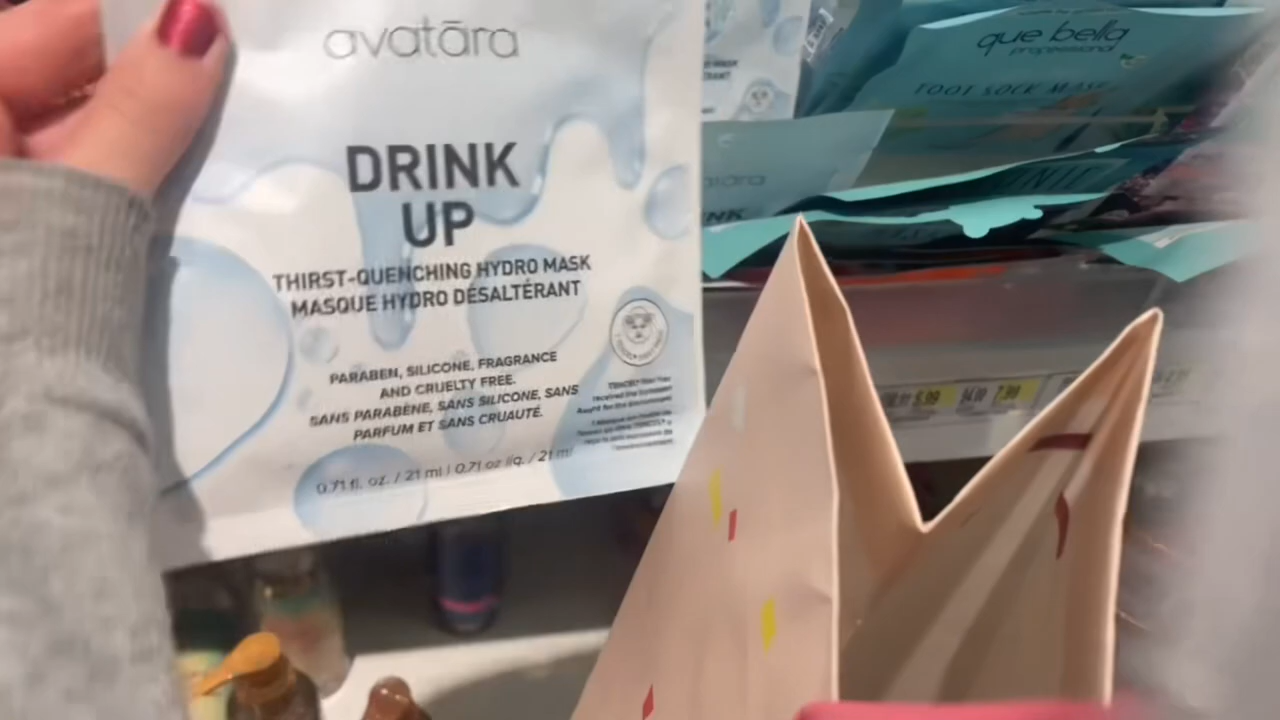 avatāra
DRINK
UP
THIRST-QUENCHING HYDRO MASK
MASQUE HYDRO DÉSALTÉRANT
PARABEN, SILICONE, FRAGRANCE
AND CRUELTY FREE.
SANS PARABÈNE, SANS SILICONE, SANS
PARFUM ET SANS CRUAUTÉ.
0.71 fl. oz. / 21 ml | 0.71 oz liq. / 21 ml
que bella
professional
FOOT SOCK MASK
5.99
7.99